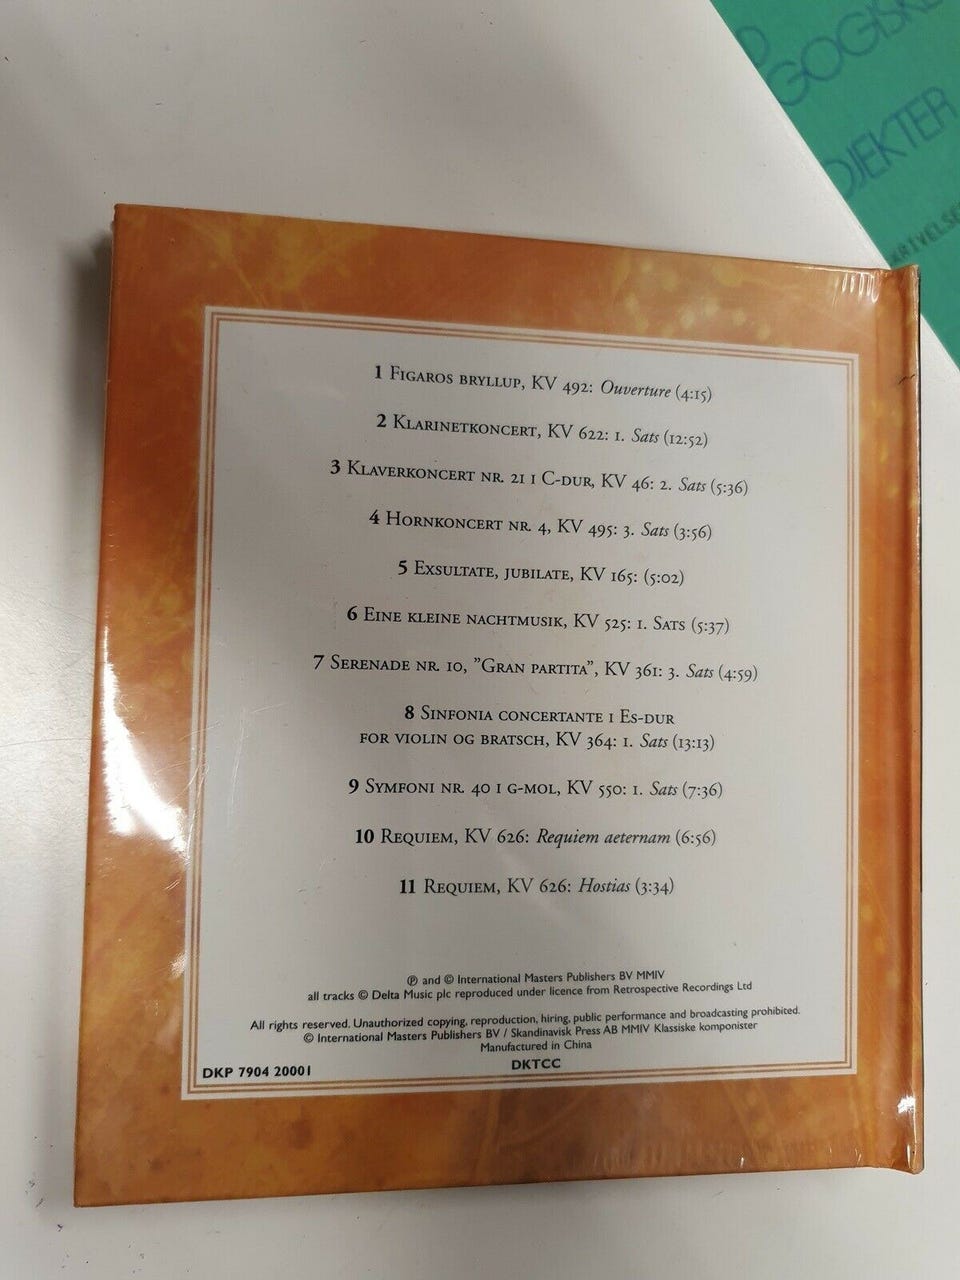 GOGISKE
OJEKTER
1 Figaros bryllup, KV 492: Ouverture (4:15)
2 Klarinetkoncert, KV 622: 1. Sats (12:52)
3 Klaverkoncert nr. 21 i C-dur, KV 46: 2. Sats (5:36)
4 Hornkoncert nr. 4, KV 495: 3. Sats (3:56)
5 Exsultate, jubilate, KV 165: (5:02)
6 Eine kleine nachtmusik, KV 525: 1. Sats (5:37)
7 Serenade nr. 10, ”Gran partita”, KV 361: 3. Sats (4:59)
8 Sinfonia concertante i Es-dur
for violin og bratsch, KV 364: 1. Sats (13:13)
9 Symfoni nr. 40 i g-mol, KV 550: 1. Sats (7:36)
10 Requiem, KV 626: Requiem aeternam (6:56)
11 Requiem, KV 626: Hostias (3:34)
℗ and © International Masters Publishers BV MMIV
all tracks © Delta Music plc reproduced under licence from Retrospective Recordings Ltd
All rights reserved. Unauthorized copying, reproduction, hiring, public performance and broadcasting prohibited.
© International Masters Publishers BV / Skandinavisk Press AB MMIV Klassiske komponister
Manufactured in China
DKTCC
DKP 7904 20001